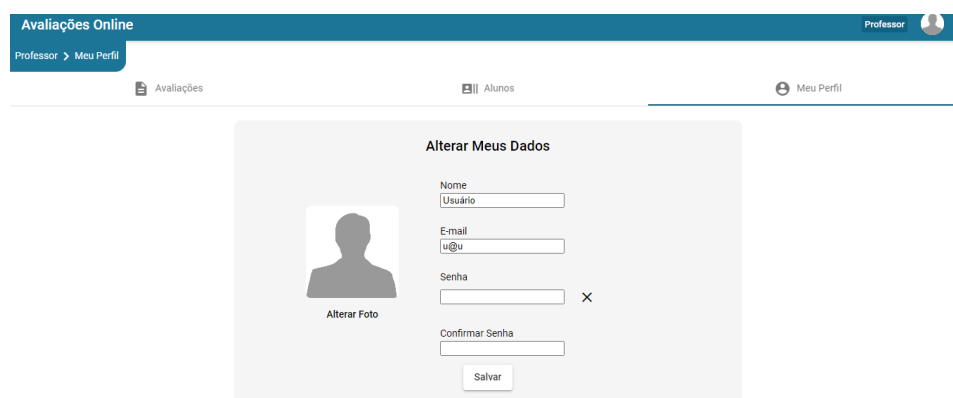 Avaliações Online
Professor
Professor > Meu Perfil
Avaliações
Alunos
Meu Perfil
Alterar Meus Dados
Nome
Usuário
E-mail
u@u
Senha
Alterar Foto
Confirmar Senha
Salvar